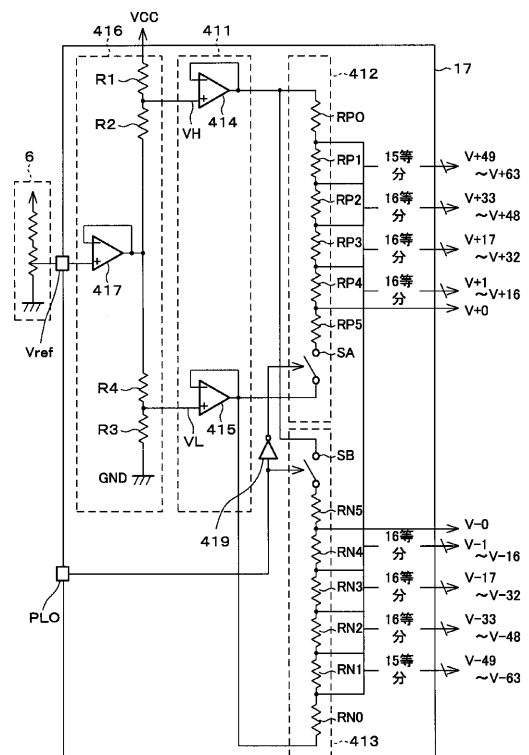 VCC
416
411
17
R1
412
414
R2
VH
RP0
6
RP1
15等分
V+49
～V+63
RP2
16等分
V+33
～V+48
RP3
16等分
V+17
～V+32
417
RP4
16等分
V+1
～V+16
V+0
Vref
RP5
SA
R4
415
R3
VL
GND
SB
419
RN5
V-0
RN4
16等分
V-1
～V-16
PLO
RN3
16等分
V-17
～V-32
RN2
16等分
V-33
～V-48
RN1
15等分
V-49
～V-63
RN0
413